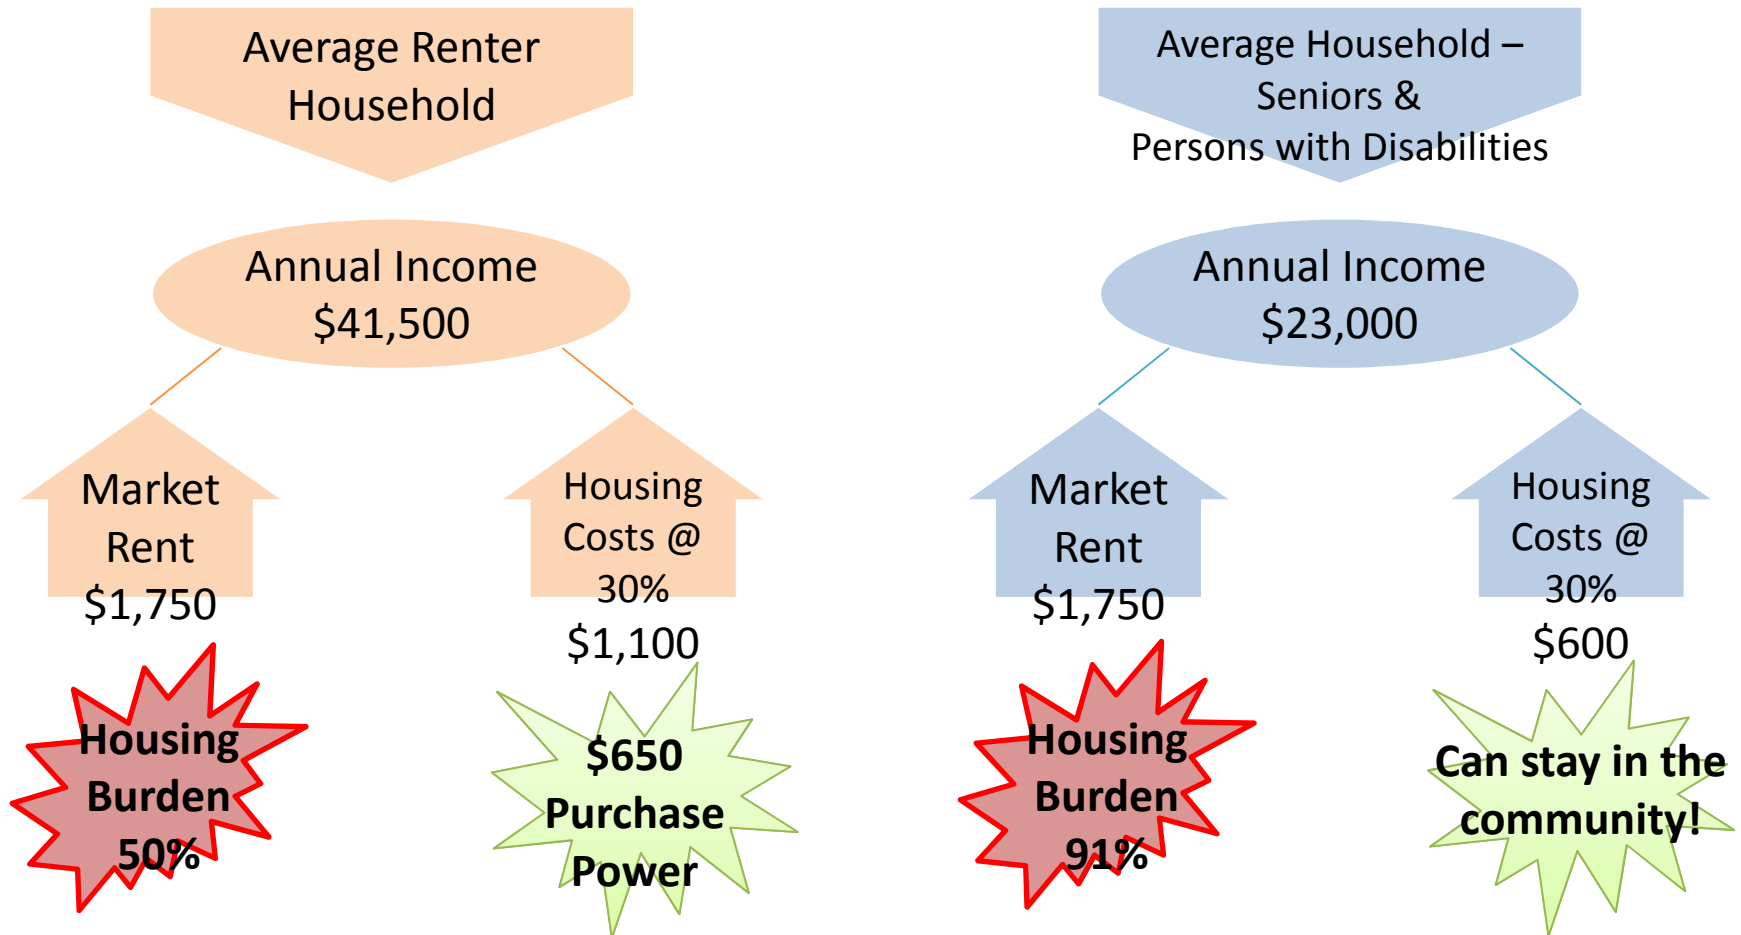 Average Renter
Household
Annual Income
$41,500
Market
Rent
$1,750
Housing
Costs @
30%
$1,100
Housing
Burden
50%
$650
Purchase
Power
Average Household –
Seniors &
Persons with Disabilities
Annual Income
$23,000
Market
Rent
$1,750
Housing
Costs @
30%
$600
Housing
Burden
91%
Can stay in the
community!